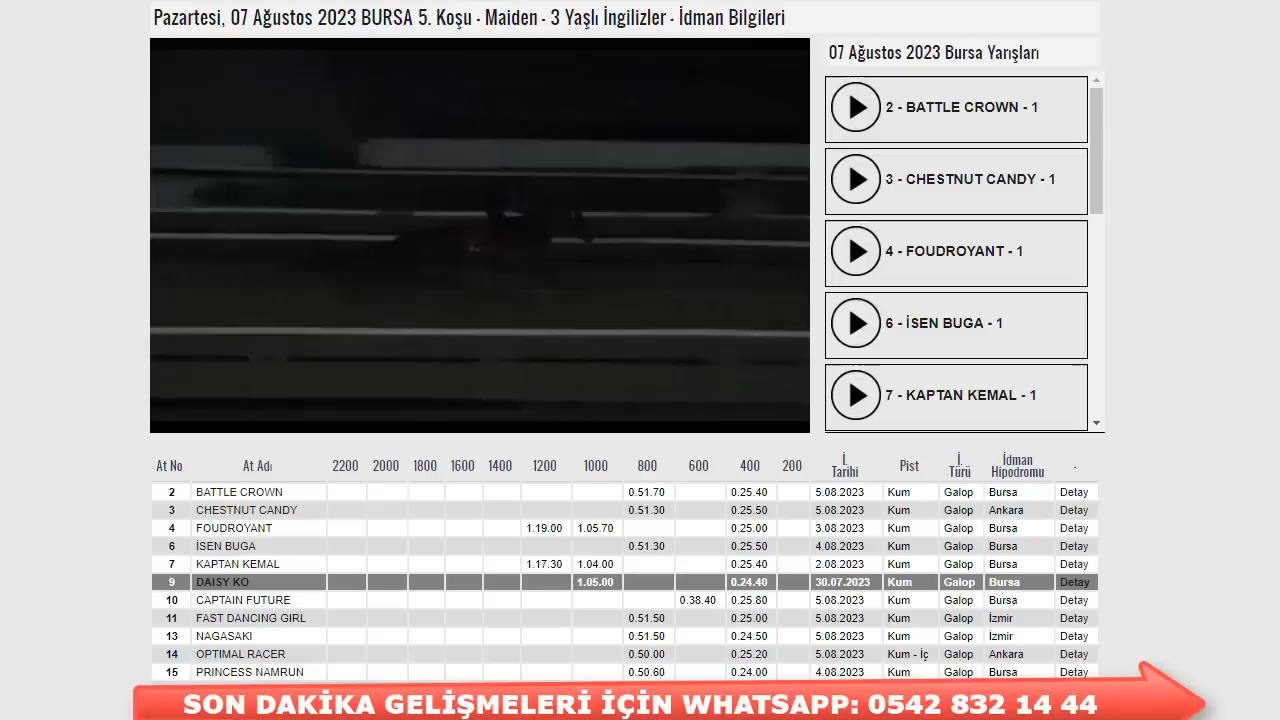 Pazartesi, 07 Ağustos 2023 BURSA 5. Koşu - Maiden - 3 Yaşlı İngilizler - İdman Bilgileri
07 Ağustos 2023 Bursa Yarışları
2 - BATTLE CROWN - 1
3 - CHESTNUT CANDY - 1
4 - FOUDROYANT - 1
6 - İSEN BUGA - 1
7 - KAPTAN KEMAL - 1
At No At Adı 2200 2000 1800 1600 1400 1200 1000 800 600 400 200 İ. Tarihi Pist İ. Türü İdman Hipodromu .
2 BATTLE CROWN 0.51.70 0.25.40 5.08.2023 Kum Galop Bursa Detay
3 CHESTNUT CANDY 0.51.30 0.25.50 5.08.2023 Kum Galop Ankara Detay
4 FOUDROYANT 1.19.00 1.05.70 0.25.00 3.08.2023 Kum Galop Bursa Detay
6 İSEN BUGA 0.51.30 0.25.50 4.08.2023 Kum Galop Bursa Detay
7 KAPTAN KEMAL 1.17.30 1.04.00 0.25.40 2.08.2023 Kum Galop Bursa Detay
9 DAISY KO 1.05.00 0.24.40 30.07.2023 Kum Galop Bursa Detay
10 CAPTAIN FUTURE 0.38.40 0.25.80 5.08.2023 Kum Galop Bursa Detay
11 FAST DANCING GIRL 0.51.50 0.25.00 5.08.2023 Kum Galop İzmir Detay
13 NAGASAKI 0.51.50 0.24.50 5.08.2023 Kum Galop İzmir Detay
14 OPTIMAL RACER 0.50.00 0.25.20 5.08.2023 Kum - İç Galop Ankara Detay
15 PRINCESS NAMRUN 0.50.60 0.24.00 4.08.2023 Kum Galop Bursa Detay
SON DAKİKA GELİŞMELERİ İÇİN WHATSAPP: 0542 832 14 44